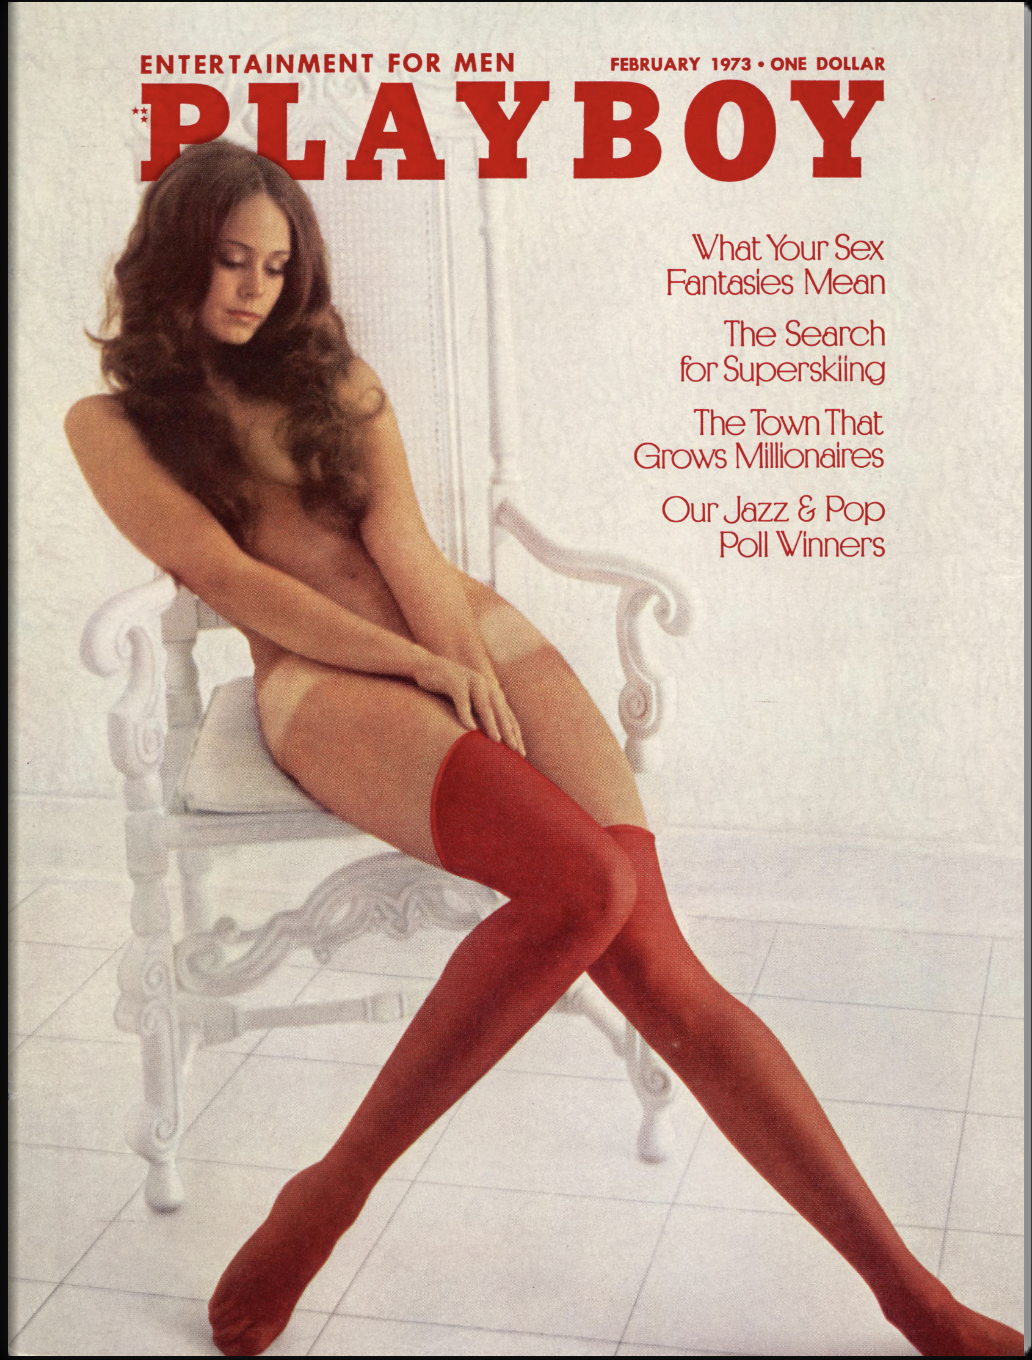 ENTERTAINMENT FOR MEN
FEBRUARY 1973 • ONE DOLLAR
PLAYBOY
What Your Sex
Fantasies Mean
The Search
for Superskiing
The Town That
Grows Millionaires
Our Jazz & Pop
Poll Winners